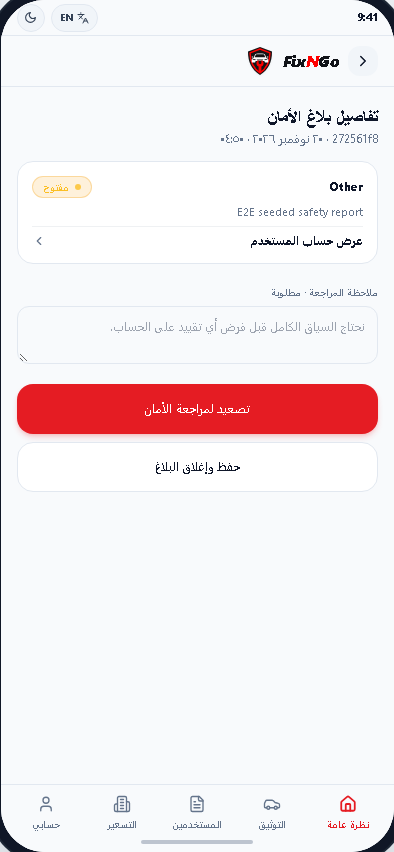 9:41
EN
FixNGo
تفاصيل بلاغ الأمان
272561f8 · ٢٠ نوفمبر ٢٠٢٦ · ٠٤:٥٠
Other
مفتوح
E2E seeded safety report
عرض حساب المستخدم
ملاحظة المراجعة · مطلوبة
نحتاج السياق الكامل قبل فرض أي تقييد على الحساب.
تصعيد لمراجعة الأمان
حفظ وإغلاق البلاغ
نظرة عامة
التوثيق
المستخدمين
التسعير
حسابي